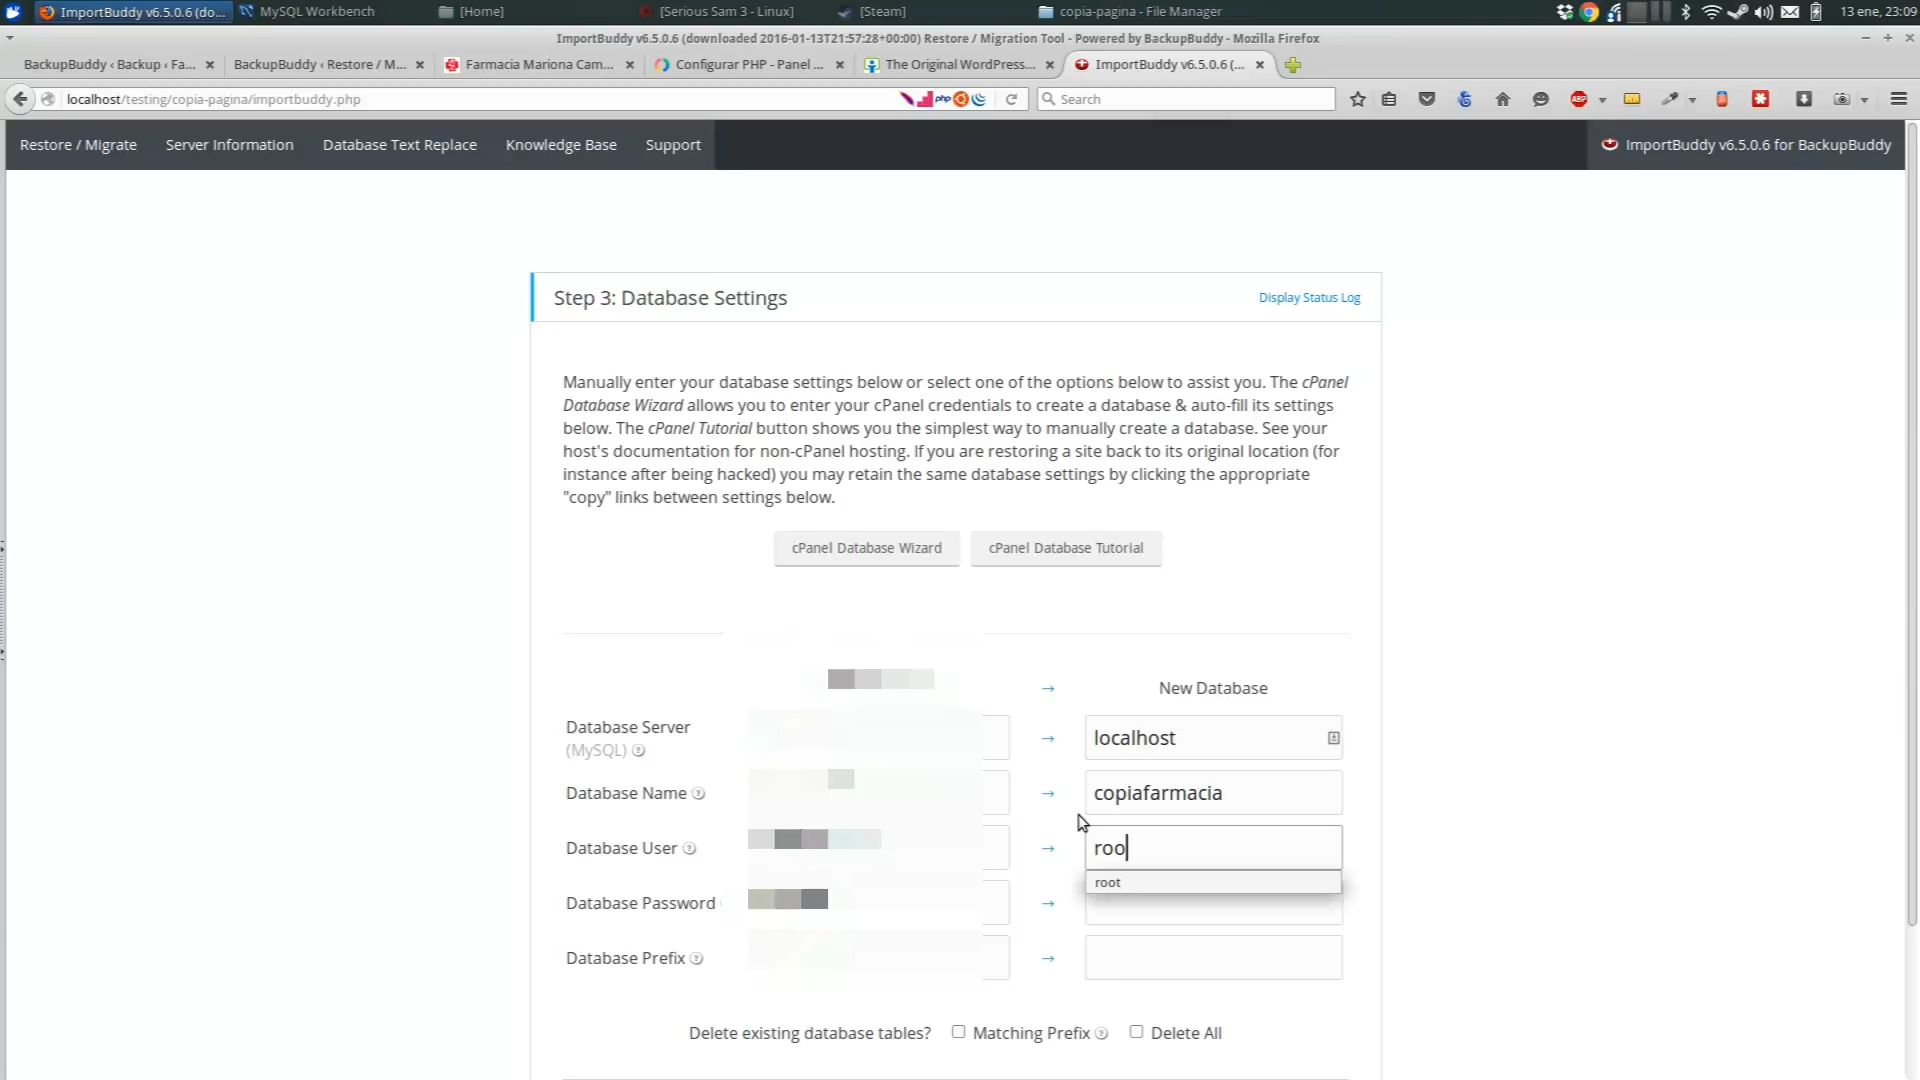 ImportBuddy v6.5.0.6 (do... MySQL Workbench [Home] [Serious Sam 3 - Linux] [Steam] copia-pagina - File Manager 13 ene, 23:09
ImportBuddy v6.5.0.6 (downloaded 2016-01-13T21:57:28+00:00) Restore / Migration Tool - Powered by BackupBuddy - Mozilla Firefox
BackupBuddy ‹ Backup ‹ Fa... BackupBuddy ‹ Restore / M... Farmacia Mariona Cam... Configurar PHP - Panel ... The Original WordPress... ImportBuddy v6.5.0.6 (...
localhost/testing/copia-pagina/importbuddy.php php Search ABP
Restore / Migrate Server Information Database Text Replace Knowledge Base Support ImportBuddy v6.5.0.6 for BackupBuddy
Step 3: Database Settings Display Status Log
Manually enter your database settings below or select one of the options below to assist you. The cPanel
Database Wizard allows you to enter your cPanel credentials to create a database & auto-fill its settings
below. The cPanel Tutorial button shows you the simplest way to manually create a database. See your
host's documentation for non-cPanel hosting. If you are restoring a site back to its original location (for
instance after being hacked) you may retain the same database settings by clicking the appropriate
"copy" links between settings below.
cPanel Database Wizard cPanel Database Tutorial
→ New Database
Database Server
(MySQL) ? → localhost
Database Name ? → copiafarmacia
Database User ? → roo
root
Database Password →
Database Prefix ? →
Delete existing database tables? Matching Prefix ? Delete All